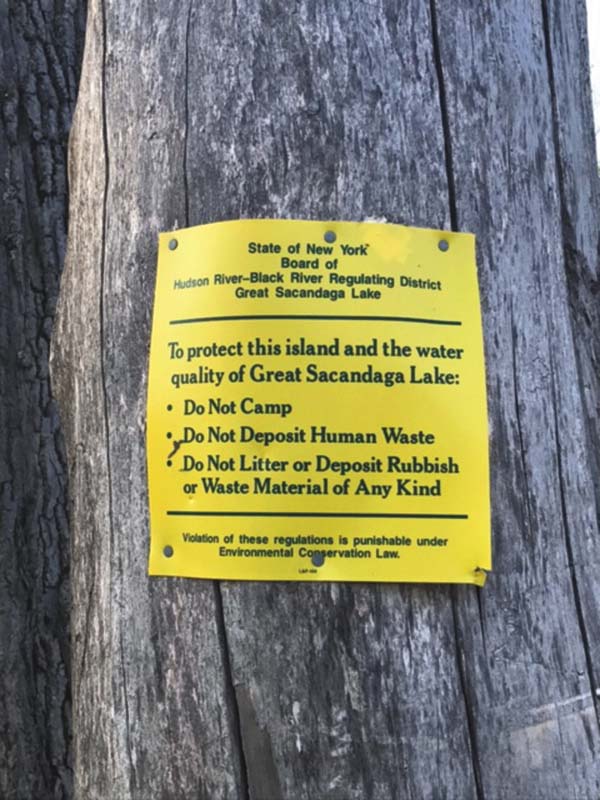 State of New York
Board of
Hudson River–Black River Regulating District
Great Sacandaga Lake
To protect this island and the water
quality of Great Sacandaga Lake:
• Do Not Camp
• Do Not Deposit Human Waste
• Do Not Litter or Deposit Rubbish
or Waste Material of Any Kind
Violation of these regulations is punishable under
Environmental Conservation Law.